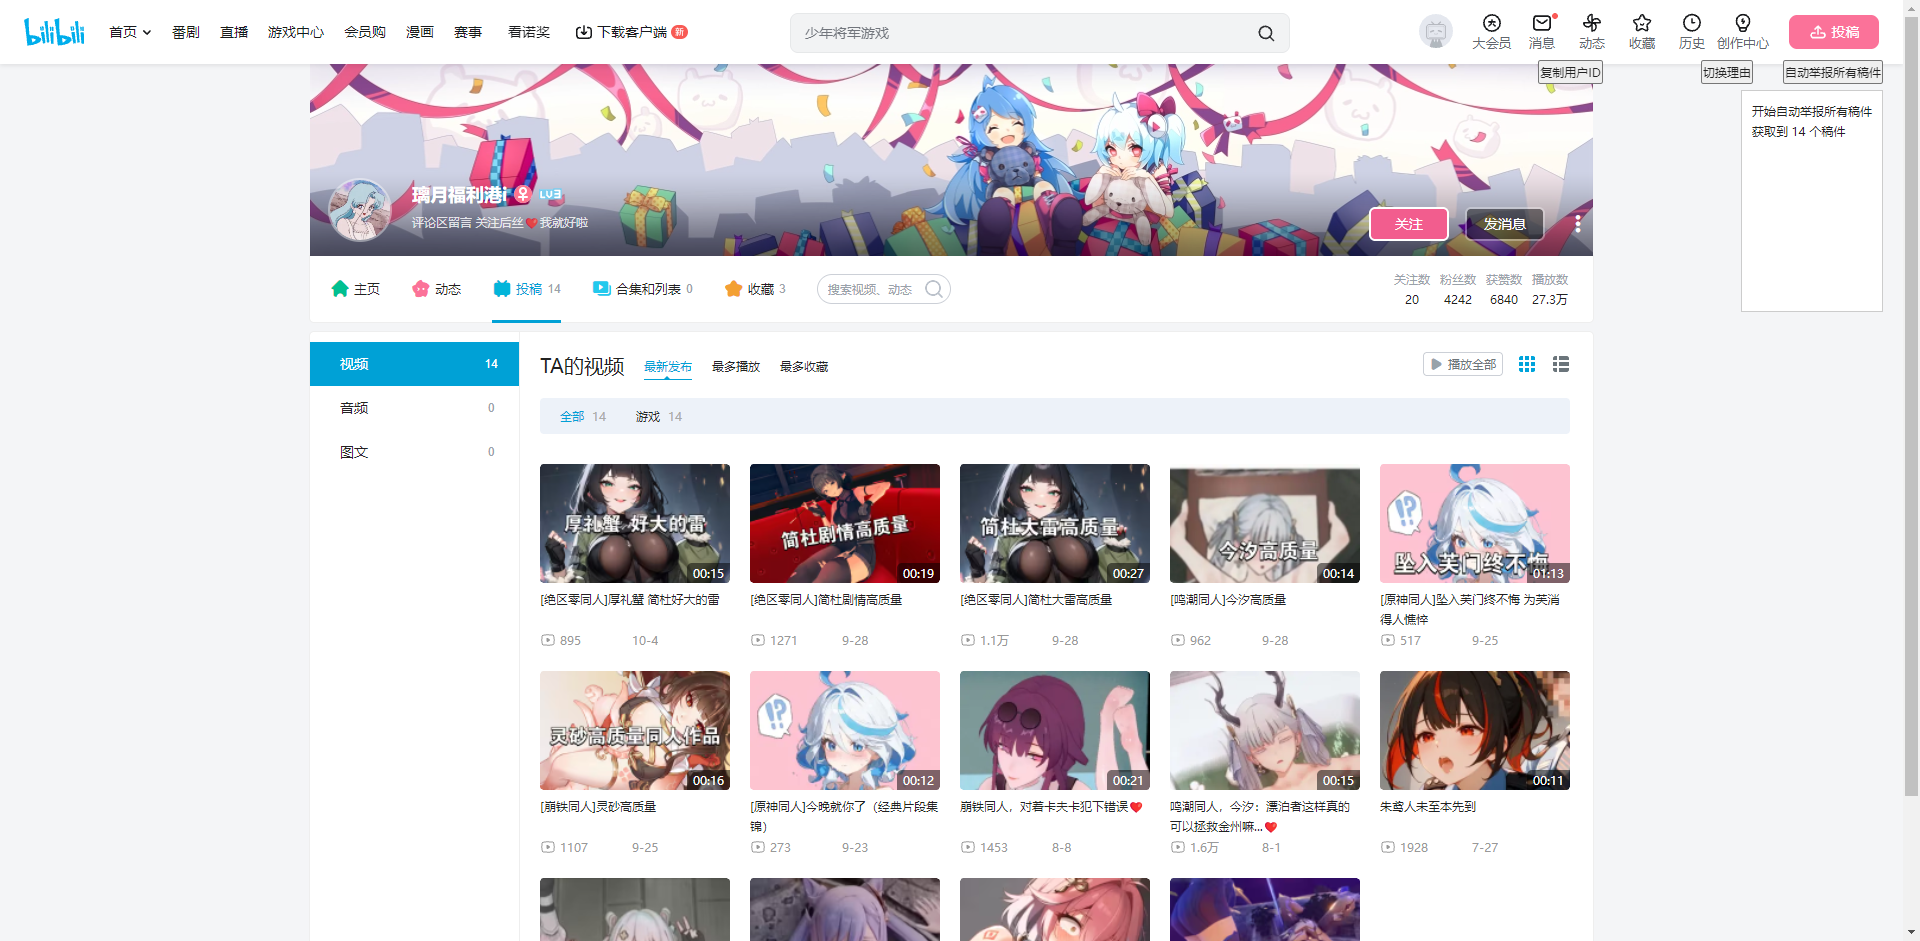 bilibili 首页 番剧 直播 游戏中心 会员购 漫画 赛事 看诺奖 下载客户端 新
少年将军游戏
大会员 消息 动态 收藏 历史 创作中心 投稿
复制用户ID 切换理由 自动举报所有稿件
开始自动举报所有稿件
获取到 14 个稿件
璃月福利港i LV3
评论区留言 关注后丝❤️我就好啦
关注 发消息
主页 动态 投稿 14 合集和列表 0 收藏 3 搜索视频、动态
关注数 粉丝数 获赞数 播放数
20 4242 6840 27.3万
视频 14
音频 0
图文 0
TA的视频 最新发布 最多播放 最多收藏 播放全部
全部 14 游戏 14
厚礼蟹 好大的雷
00:15
[绝区零同人]厚礼蟹 简杜好大的雷
895 10-4
简杜剧情高质量
00:19
[绝区零同人]简杜剧情高质量
1271 9-28
简杜大雷高质量
00:27
[绝区零同人]简杜大雷高质量
1.1万 9-28
今汐高质量
00:14
[鸣潮同人]今汐高质量
962 9-28
!?
坠入芙门终不悔
01:13
[原神同人]坠入芙门终不悔 为芙消
得人憔悴
517 9-25
灵砂高质量同人作品
00:16
[崩铁同人]灵砂高质量
1107 9-25
!?
00:12
[原神同人]今晚就你了（经典片段集
锦）
273 9-23
00:21
崩铁同人，对着卡夫卡犯下错误❤️
1453 8-8
00:15
鸣潮同人，今汐：漂泊者这样真的
可以拯救金州嘛...❤️
1.6万 8-1
00:11
朱鸢人未至本先到
1928 7-27